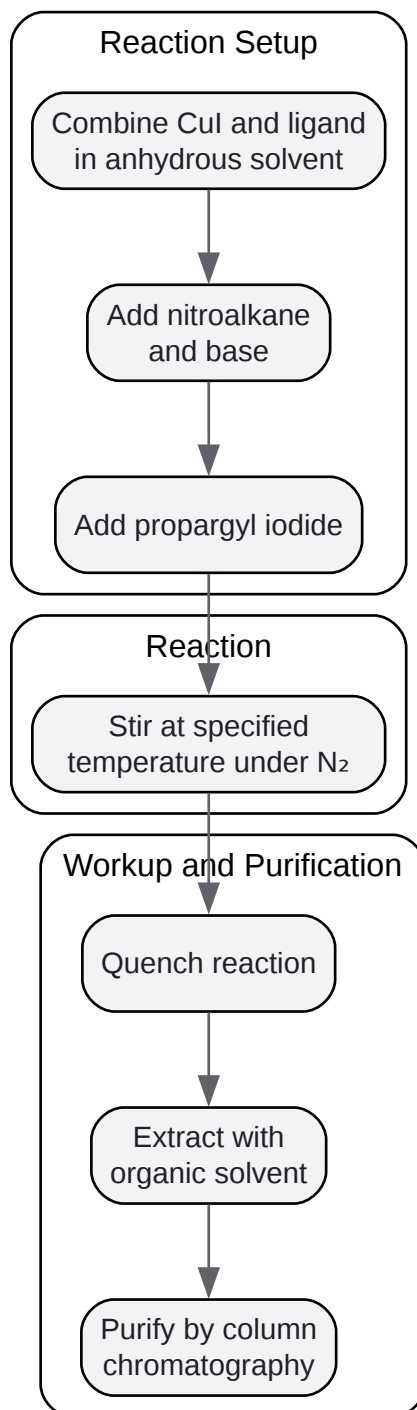 Reaction Setup
Combine CuI and ligand
in anhydrous solvent
Add nitroalkane
and base
Add propargyl iodide
Reaction
Stir at specified
temperature under N₂
Workup and Purification
Quench reaction
Extract with
organic solvent
Purify by column
chromatography